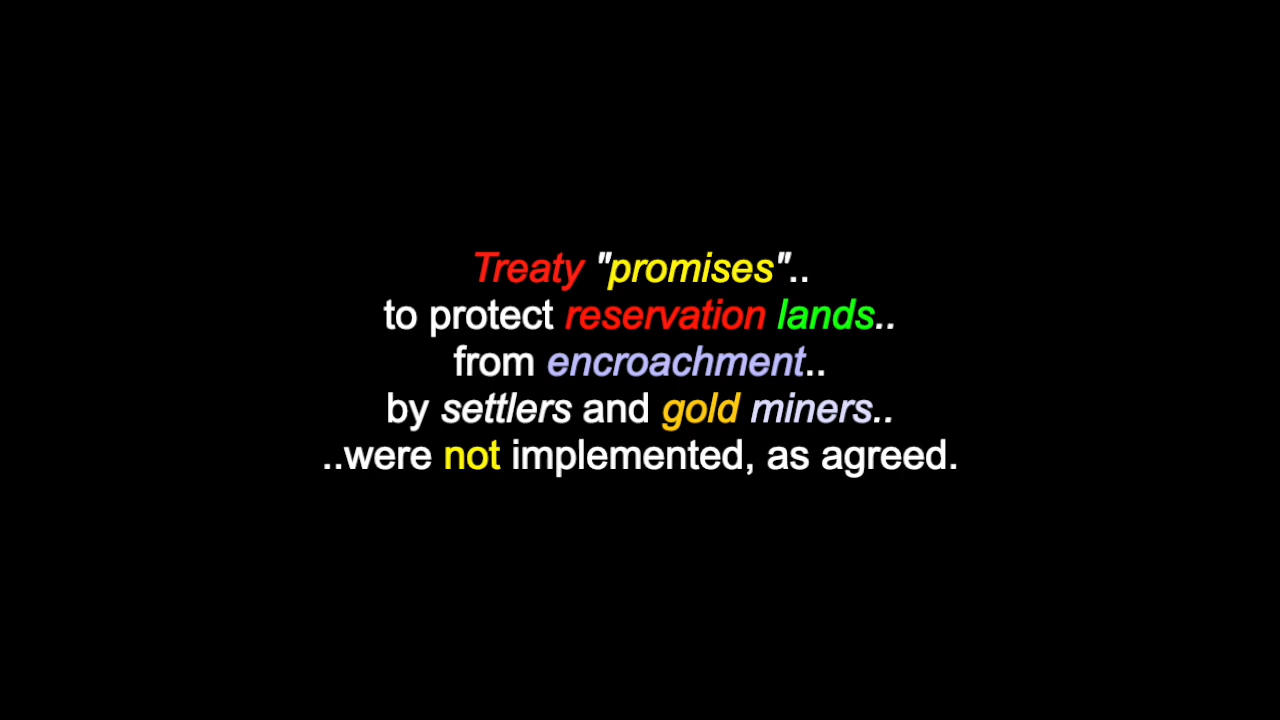 Treaty "promises"..
to protect reservation lands..
from encroachment..
by settlers and gold miners..
..were not implemented, as agreed.